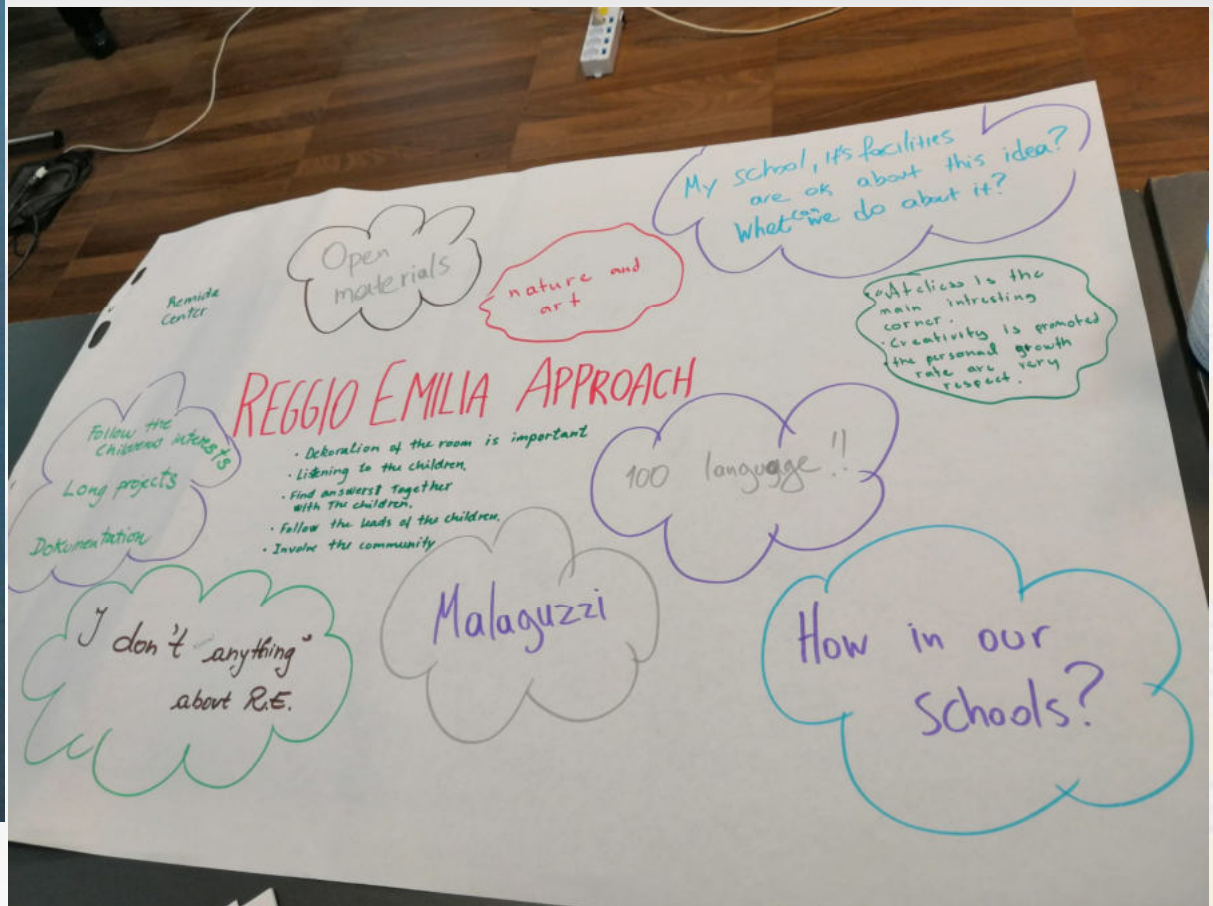 My school, it's facilities
are ok about this idea?
What can we do about it?
Open
materials
nature and
art
Remida
Center
· Atelies is the
main intresting
corner.
· Creativity is promoted
· the personal growth
rate are very
respect.
REGGIO EMILIA APPROACH
· Dekoration of the room is important
· Listening to the children.
· Find answerst Together
with The children.
· Follow the leads of the children.
· Involve the community
Follow the
Childrens interests
Long projects
Dokumentation
100 langugge!!
Malaguzzi
I don't anything
about R.E.
How in our
schools?